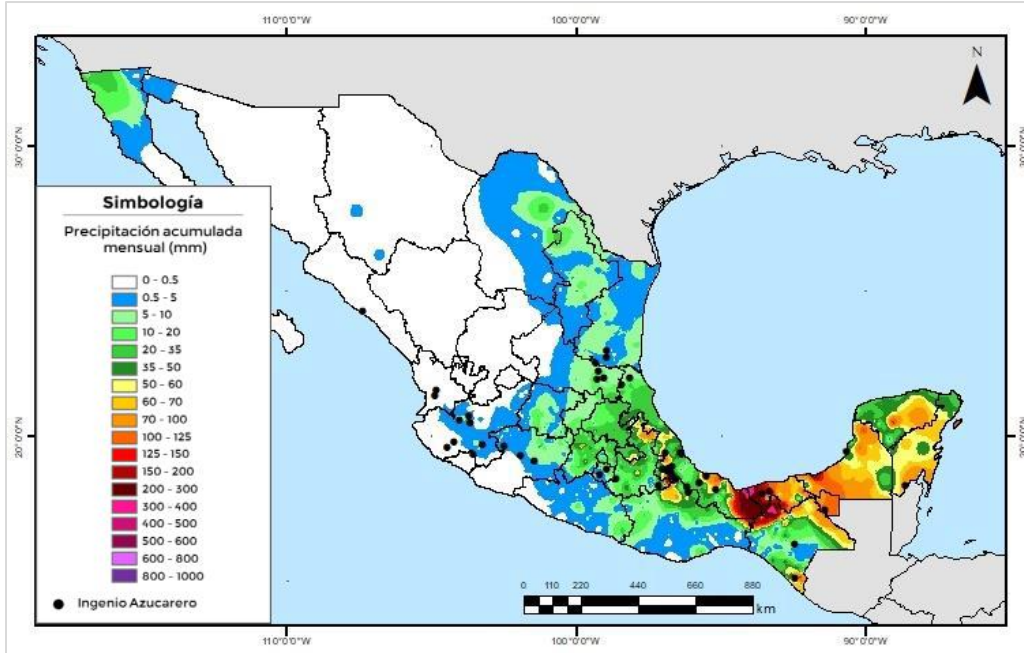 110°0'0"W 100°0'0"W 90°0'0"W
N
30°0'0"N 30°0'0"N
Simbología
Precipitación acumulada
mensual (mm)
0 - 0.5
0.5 - 5
5 - 10
10 - 20
20 - 35
35 - 50
50 - 60
60 - 70
70 - 100
100 - 125
125 - 150
150 - 200
200 - 300
300 - 400
400 - 500
500 - 600
600 - 800
800 - 1000
Ingenio Azucarero
20°0'0"N 20°0'0"N
0 110 220 440 660 880
km
110°0'0"W 100°0'0"W 90°0'0"W